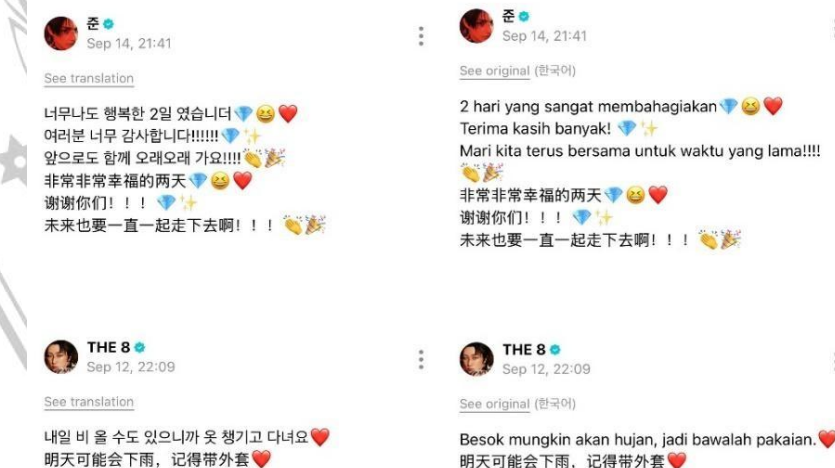 준
Sep 14, 21:41
See translation
너무나도 행복한 2일 였습니더💎😆❤️
여러분 너무 감사합니다!!!!!!💎✨
앞으로도 함께 오래오래 가요!!!!👏🎉
非常非常幸福的两天💎😆❤️
谢谢你们！！！💎✨
未来也要一直一起走下去啊！！！👏🎉
THE 8
Sep 12, 22:09
See translation
내일 비 올 수도 있으니까 옷 챙기고 다녀요❤️
明天可能会下雨，记得带外套❤️
준
Sep 14, 21:41
See original (한국어)
2 hari yang sangat membahagiakan💎😆❤️
Terima kasih banyak! 💎✨
Mari kita terus bersama untuk waktu yang lama!!!!
👏🎉
非常非常幸福的两天💎😆❤️
谢谢你们！！！💎✨
未来也要一直一起走下去啊！！！👏🎉
THE 8
Sep 12, 22:09
See original (한국어)
Besok mungkin akan hujan, jadi bawalah pakaian.❤️
明天可能会下雨，记得带外套❤️